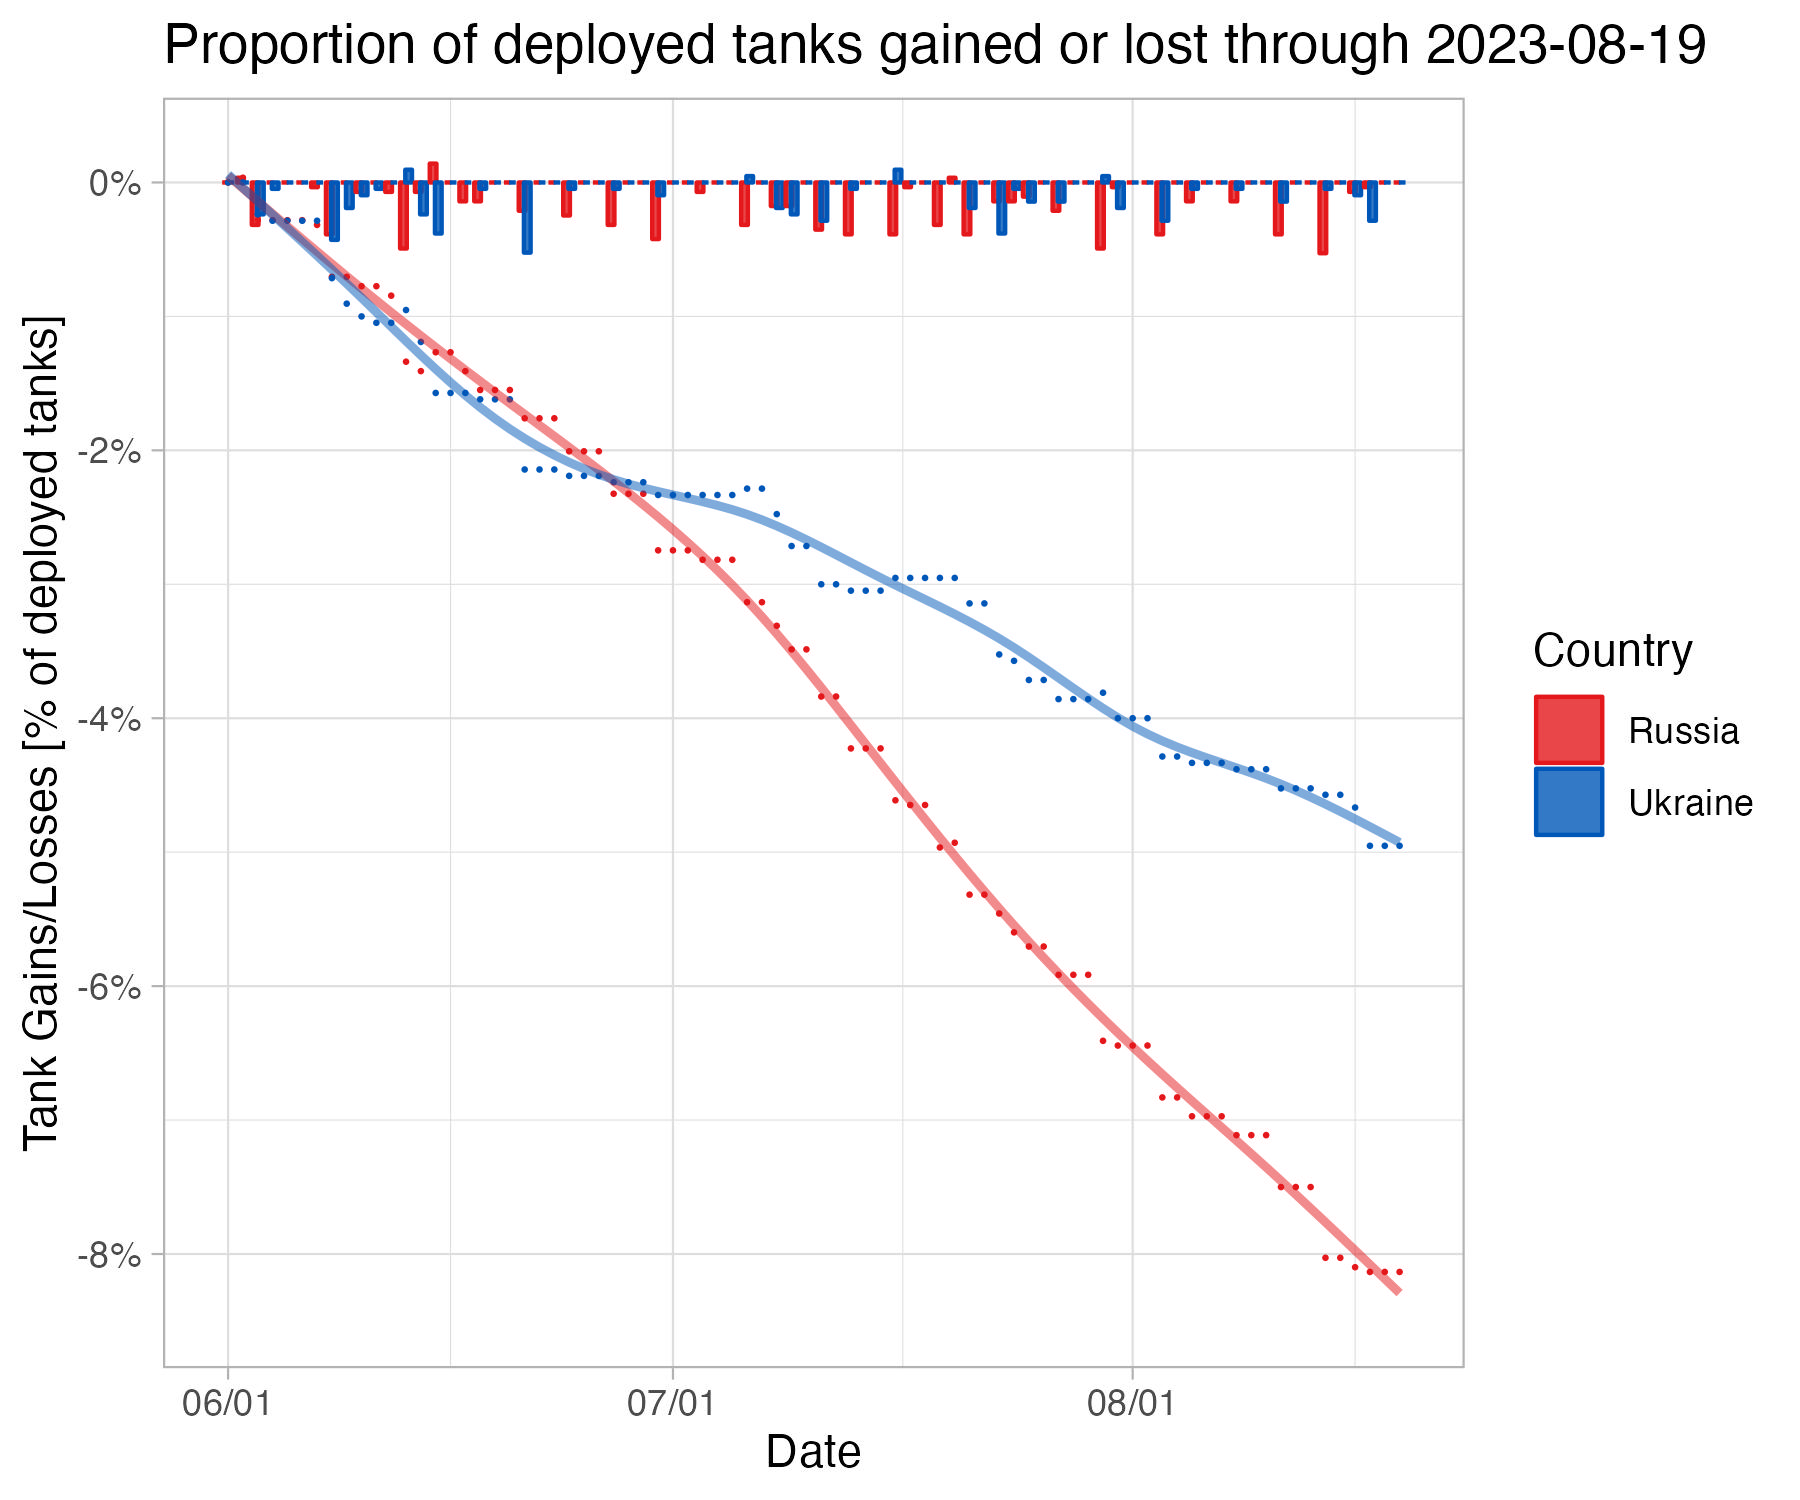 Proportion of deployed tanks gained or lost through 2023-08-19
Tank Gains/Losses [% of deployed tanks]
0%
-2%
-4%
-6%
-8%
06/01
07/01
08/01
Date
Country
Russia
Ukraine